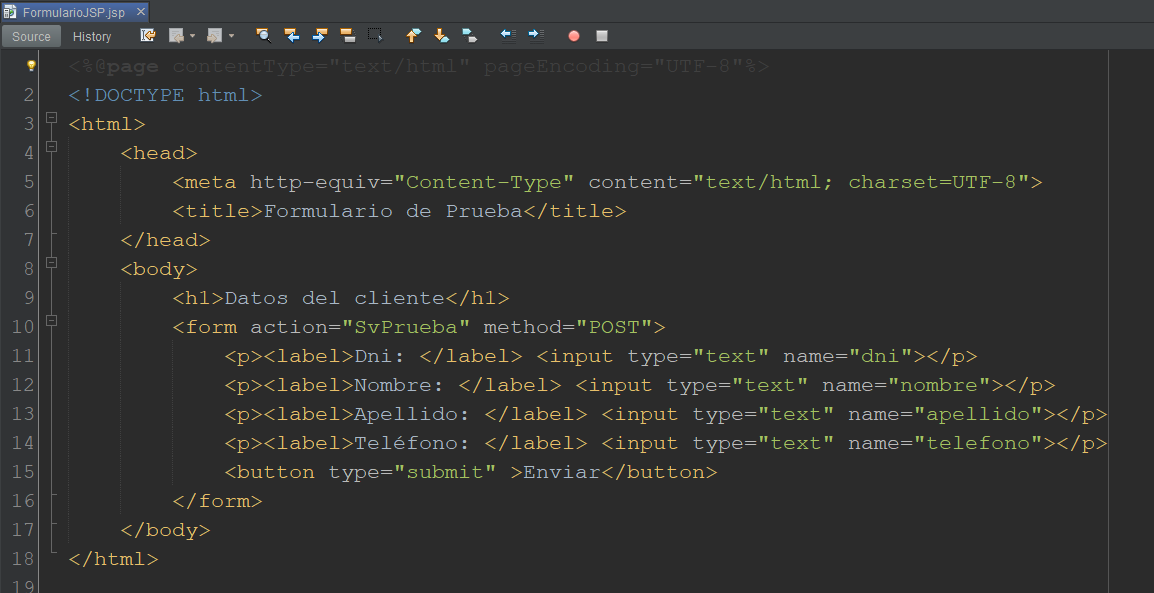 FormularioJSP.jsp
Source History
<%@page contentType="text/html" pageEncoding="UTF-8"%>
2 <!DOCTYPE html>
3 <html>
4 <head>
5 <meta http-equiv="Content-Type" content="text/html; charset=UTF-8">
6 <title>Formulario de Prueba</title>
7 </head>
8 <body>
9 <h1>Datos del cliente</h1>
10 <form action="SvPrueba" method="POST">
11 <p><label>Dni: </label> <input type="text" name="dni"></p>
12 <p><label>Nombre: </label> <input type="text" name="nombre"></p>
13 <p><label>Apellido: </label> <input type="text" name="apellido"></p>
14 <p><label>Teléfono: </label> <input type="text" name="telefono"></p>
15 <button type="submit" >Enviar</button>
16 </form>
17 </body>
18 </html>
19